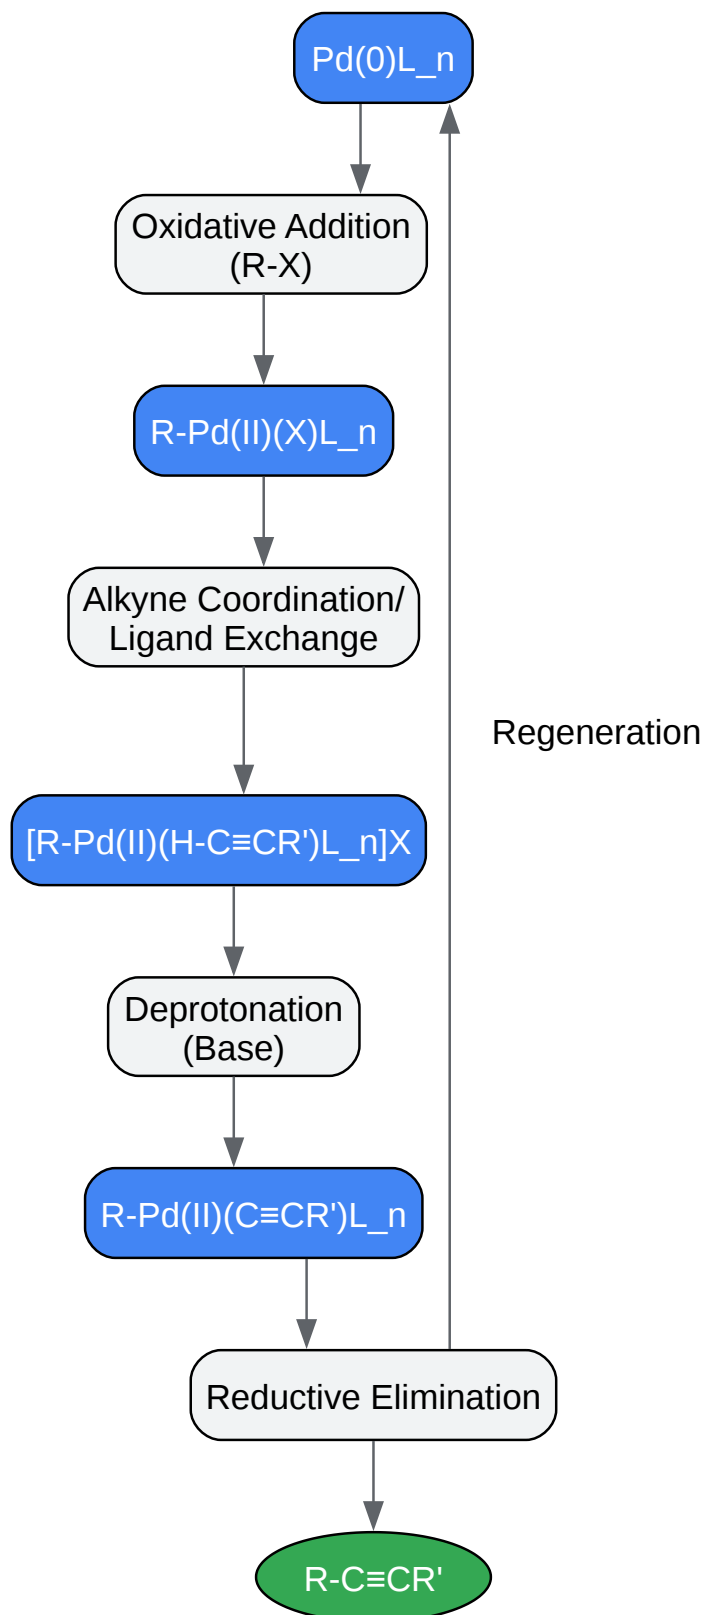 Pd(0)L_n
Oxidative Addition
(R-X)
R-Pd(II)(X)L_n
Alkyne Coordination/
Ligand Exchange
Regeneration
[R-Pd(II)(H-C≡CR')L_n]X
Deprotonation
(Base)
R-Pd(II)(C≡CR')L_n
Reductive Elimination
R-C≡CR'